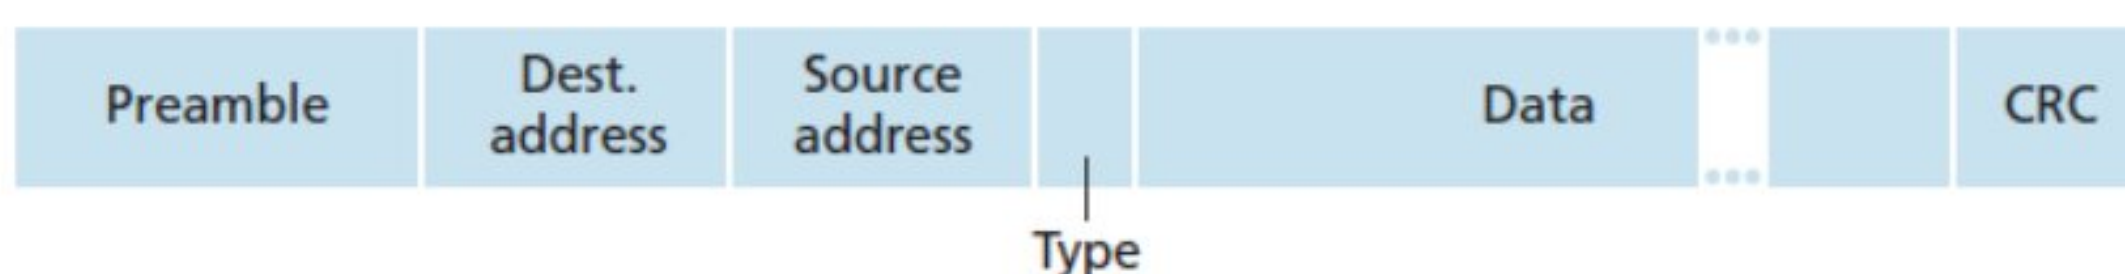 Preamble
Dest.
address
Source
address
Data
CRC
Type